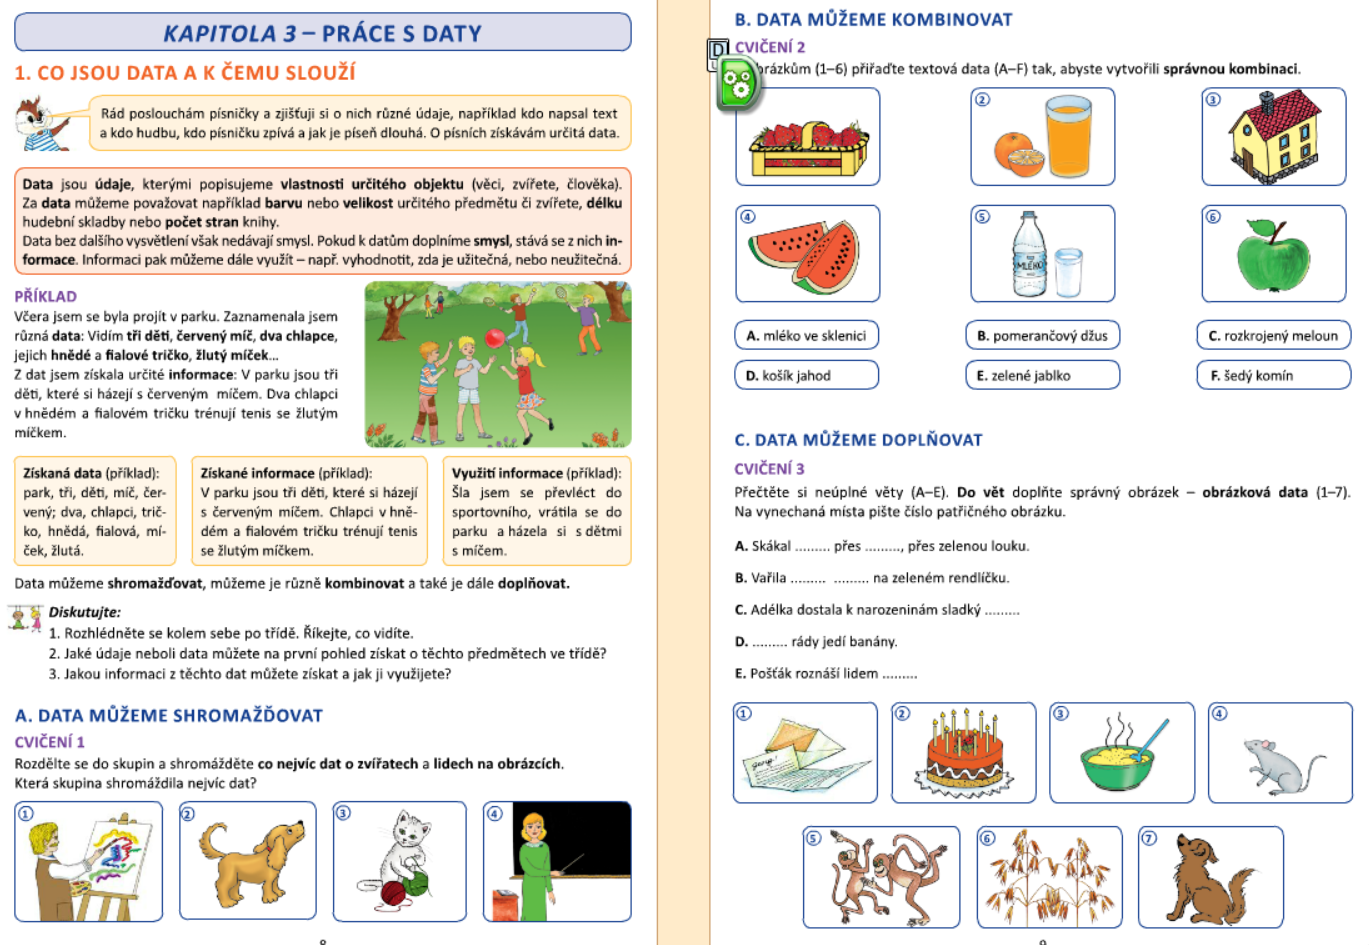 KAPITOLA 3 – PRÁCE S DATY
1. CO JSOU DATA A K ČEMU SLOUŽÍ
Rád poslouchám písničky a zjišťuji si o nich různé údaje, například kdo napsal text
a kdo hudbu, kdo písničku zpívá a jak je píseň dlouhá. O písních získávám určitá data.
Data jsou údaje, kterými popisujeme vlastnosti určitého objektu (věci, zvířete, člověka).
Za data můžeme považovat například barvu nebo velikost určitého předmětu či zvířete, délku
hudební skladby nebo počet stran knihy.
Data bez dalšího vysvětlení však nedávají smysl. Pokud k datům doplníme smysl, stává se z nich in-
formace. Informaci pak můžeme dále využít – např. vyhodnotit, zda je užitečná, nebo neužitečná.
PŘÍKLAD
Včera jsem se byla projít v parku. Zaznamenala jsem
různá data: Vidím tři děti, červený míč, dva chlapce,
jejich hnědé a fialové tričko, žlutý míček...
Z dat jsem získala určité informace: V parku jsou tři
děti, které si házejí s červeným míčem. Dva chlapci
v hnědém a fialovém tričku trénují tenis se žlutým
míčkem.
Získaná data (příklad):
park, tři, děti, míč, čer-
vený; dva, chlapci, trič-
ko, hnědá, fialová, mí-
ček, žlutá.
Získané informace (příklad):
V parku jsou tři děti, které si házejí
s červeným míčem. Chlapci v hně-
dém a fialovém tričku trénují tenis
se žlutým míčkem.
Využití informace (příklad):
Šla jsem se převléct do
sportovního, vrátila se do
parku a házela si s dětmi
s míčem.
Data můžeme shromažďovat, můžeme je různě kombinovat a také je dále doplňovat.
Diskutujte:
1. Rozhlédněte se kolem sebe po třídě. Říkejte, co vidíte.
2. Jaké údaje neboli data můžete na první pohled získat o těchto předmětech ve třídě?
3. Jakou informaci z těchto dat můžete získat a jak ji využijete?
A. DATA MŮŽEME SHROMAŽĎOVAT
CVIČENÍ 1
Rozdělte se do skupin a shromážděte co nejvíc dat o zvířatech a lidech na obrázcích.
Která skupina shromáždila nejvíc dat?
1
2
3
4
B. DATA MŮŽEME KOMBINOVAT
D
CVIČENÍ 2
brázkům (1–6) přiřaďte textová data (A–F) tak, abyste vytvořili správnou kombinaci.
2
3
4
5
MLÉKO
6
A. mléko ve sklenici
B. pomerančový džus
C. rozkrojený meloun
D. košík jahod
E. zelené jablko
F. šedý komín
C. DATA MŮŽEME DOPLŇOVAT
CVIČENÍ 3
Přečtěte si neúplné věty (A–E). Do vět doplňte správný obrázek – obrázková data (1–7).
Na vynechaná místa pište číslo patřičného obrázku.
A. Skákal ......... přes ........., přes zelenou louku.
B. Vařila ......... ......... na zeleném rendlíčku.
C. Adélka dostala k narozeninám sladký .........
D. ......... rády jedí banány.
E. Pošťák roznáší lidem .........
1
2
3
4
5
6
7